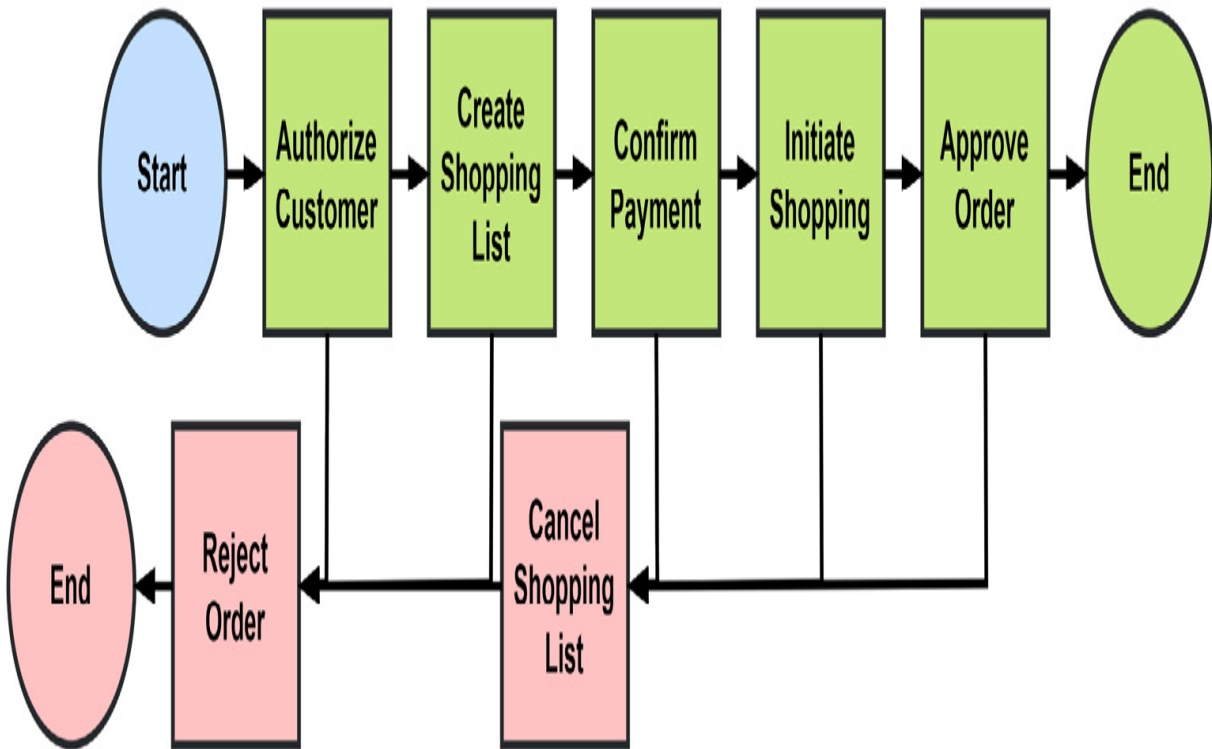 Start
Authorize
Customer
Create
Shopping
List
Confirm
Payment
Initiate
Shopping
Approve
Order
End
End
Reject
Order
Cancel
Shopping
List